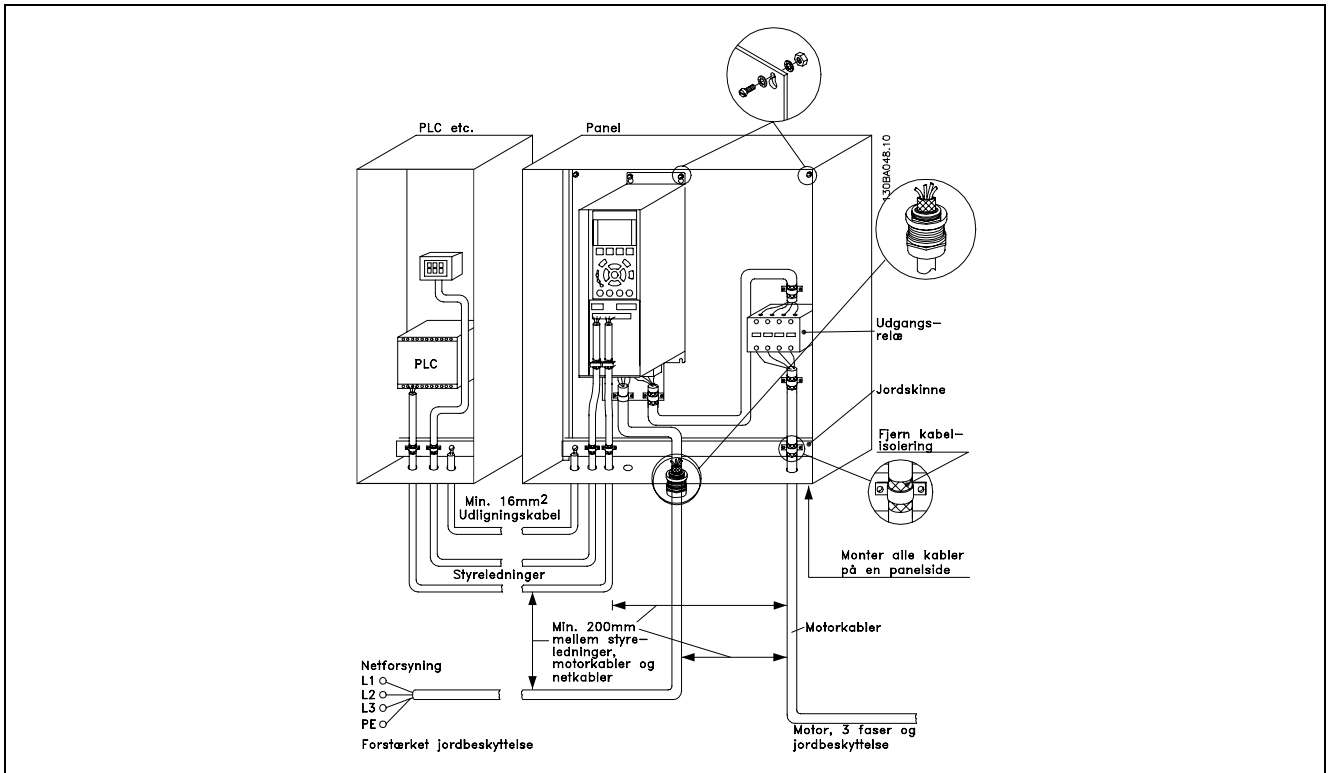 PLC etc.
Panel
130BA048.10
PLC
Udgangs-
relæ
Jordskinne
Fjern kabel-
isolering
Min. 16mm2
Udligningskabel
Styreledninger
Monter alle kabler
på en panelside
Min. 200mm
mellem styre-
ledninger,
motorkabler og
netkabler
Motorkabler
Netforsyning
L1
L2
L3
PE
Forstærket jordbeskyttelse
Motor, 3 faser og
jordbeskyttelse